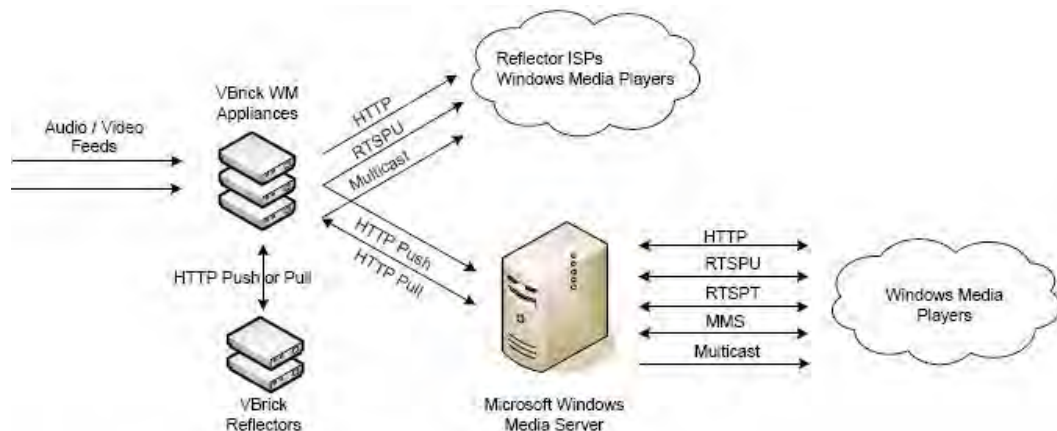 Reflector ISPs
Windows Media Players
VBrick WM
Appliances
Audio / Video
Feeds
HTTP
RTSPU
Multicast
HTTP Push
HTTP Pull
HTTP Push or Pull
VBrick
Reflectors
Microsoft Windows
Media Server
HTTP
RTSPU
RTSPT
MMS
Multicast
Windows Media
Players